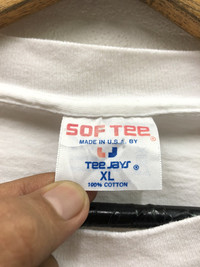 SOF TEE®
MADE IN U.S.A. BY
TEE JAYS ®
XL
100% COTTON